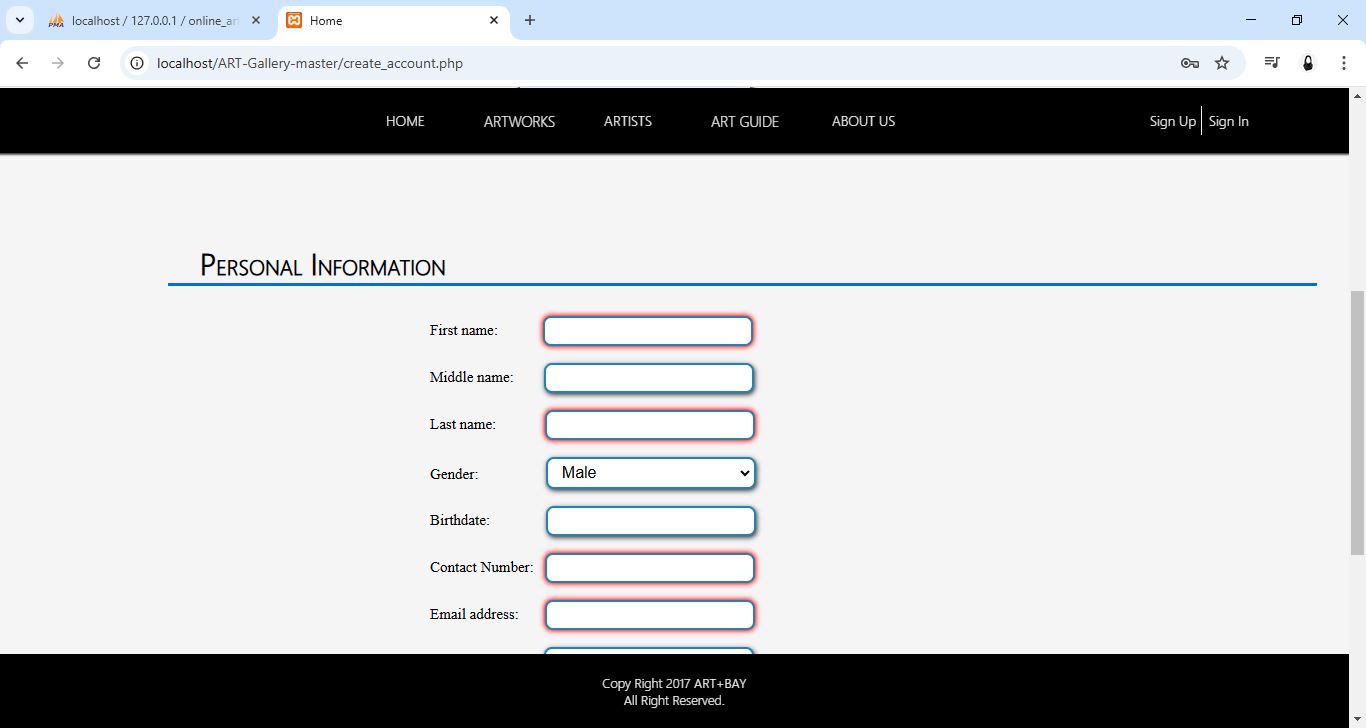 localhost / 127.0.0.1 / online_ar
Home
localhost/ART-Gallery-master/create_account.php
HOME ARTWORKS ARTISTS ART GUIDE ABOUT US Sign Up Sign In
Personal Information
First name:
Middle name:
Last name:
Gender: Male
Birthdate:
Contact Number:
Email address:
Copy Right 2017 ART+BAY
All Right Reserved.